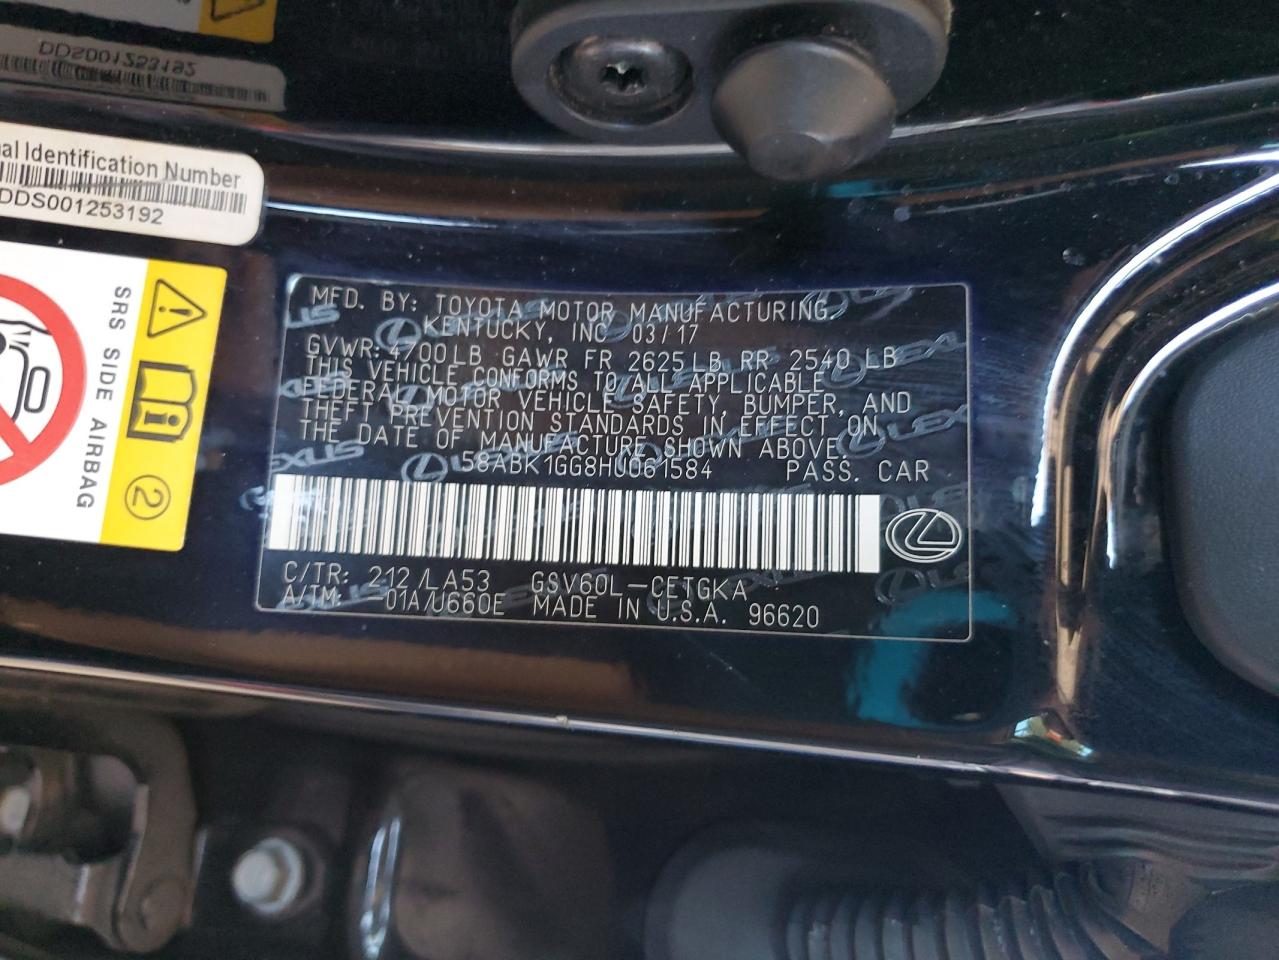 DDS001253192
al Identification Number
DDS001253192
SRS SIDE AIRBAG
2
MFD. BY: TOYOTA MOTOR MANUFACTURING,
KENTUCKY, INC 03/17
GVWR: 4700LB GAWR FR 2625LB RR 2540 LB
THIS VEHICLE CONFORMS TO ALL APPLICABLE
FEDERAL MOTOR VEHICLE SAFETY, BUMPER, AND
THEFT PREVENTION STANDARDS IN EFFECT ON
THE DATE OF MANUFACTURE SHOWN ABOVE.
58ABK1GG8HU061584 PASS. CAR
C/TR: 212/LA53 GSV60L-CETGKA
A/TM: 01A/U660E MADE IN U.S.A. 96620